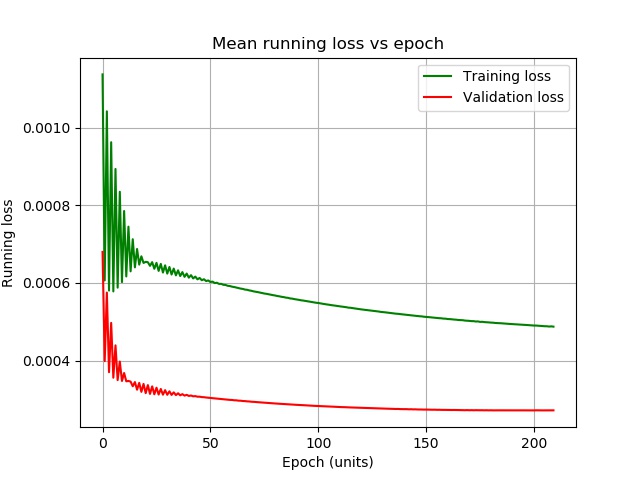 Mean running loss vs epoch
Training loss
Validation loss
0.0010
0.0008
0.0006
0.0004
Running loss
0
50
100
150
200
Epoch (units)